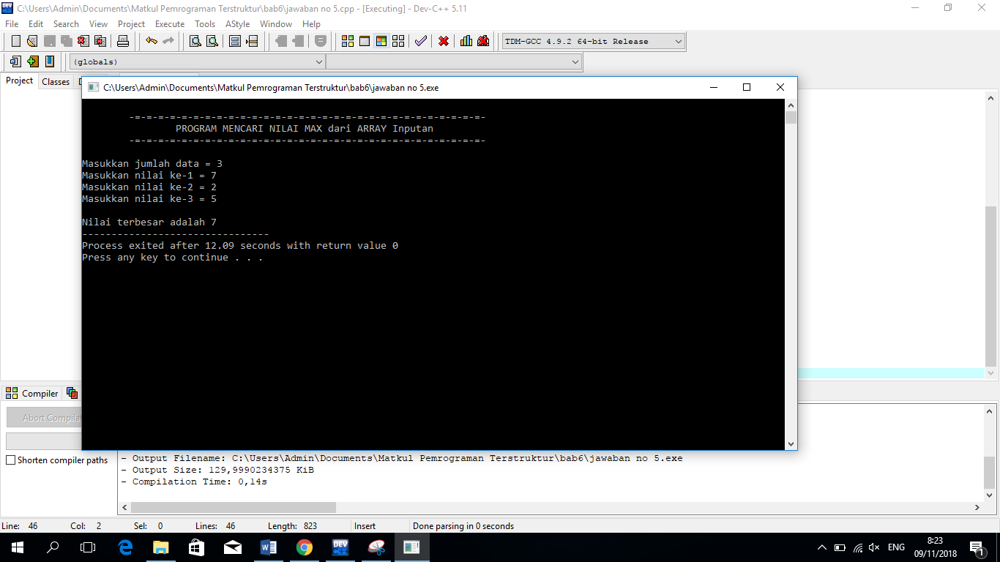 C:\Users\Admin\Documents\Matkul Pemrograman Terstruktur\bab6\jawaban no 5.cpp - [Executing] - Dev-C++ 5.11
File Edit Search View Project Execute Tools AStyle Window Help
TDM-GCC 4.9.2 64-bit Release
(globals)
Project Classes
C:\Users\Admin\Documents\Matkul Pemrograman Terstruktur\bab6\jawaban no 5.exe
-=-=-=-=-=-=-=-=-=-=-=-=-=-=-=-=-=-=-=-=-=-=-=-=-=-=-=-=-=-=-
PROGRAM MENCARI NILAI MAX dari ARRAY Inputan
-=-=-=-=-=-=-=-=-=-=-=-=-=-=-=-=-=-=-=-=-=-=-=-=-=-=-=-=-=-=-
Masukkan jumlah data = 3
Masukkan nilai ke-1 = 7
Masukkan nilai ke-2 = 2
Masukkan nilai ke-3 = 5
Nilai terbesar adalah 7
--------------------------------
Process exited after 12.09 seconds with return value 0
Press any key to continue . . .
Compiler
Abort Compilat
Shorten compiler paths
- Output Filename: C:\Users\Admin\Documents\Matkul Pemrograman Terstruktur\bab6\jawaban no 5.exe
- Output Size: 129,9990234375 KiB
- Compilation Time: 0,14s
Line: 46 Col: 2 Sel: 0 Lines: 46 Length: 823 Insert Done parsing in 0 seconds
DEV
ENG
8:23
09/11/2018
1